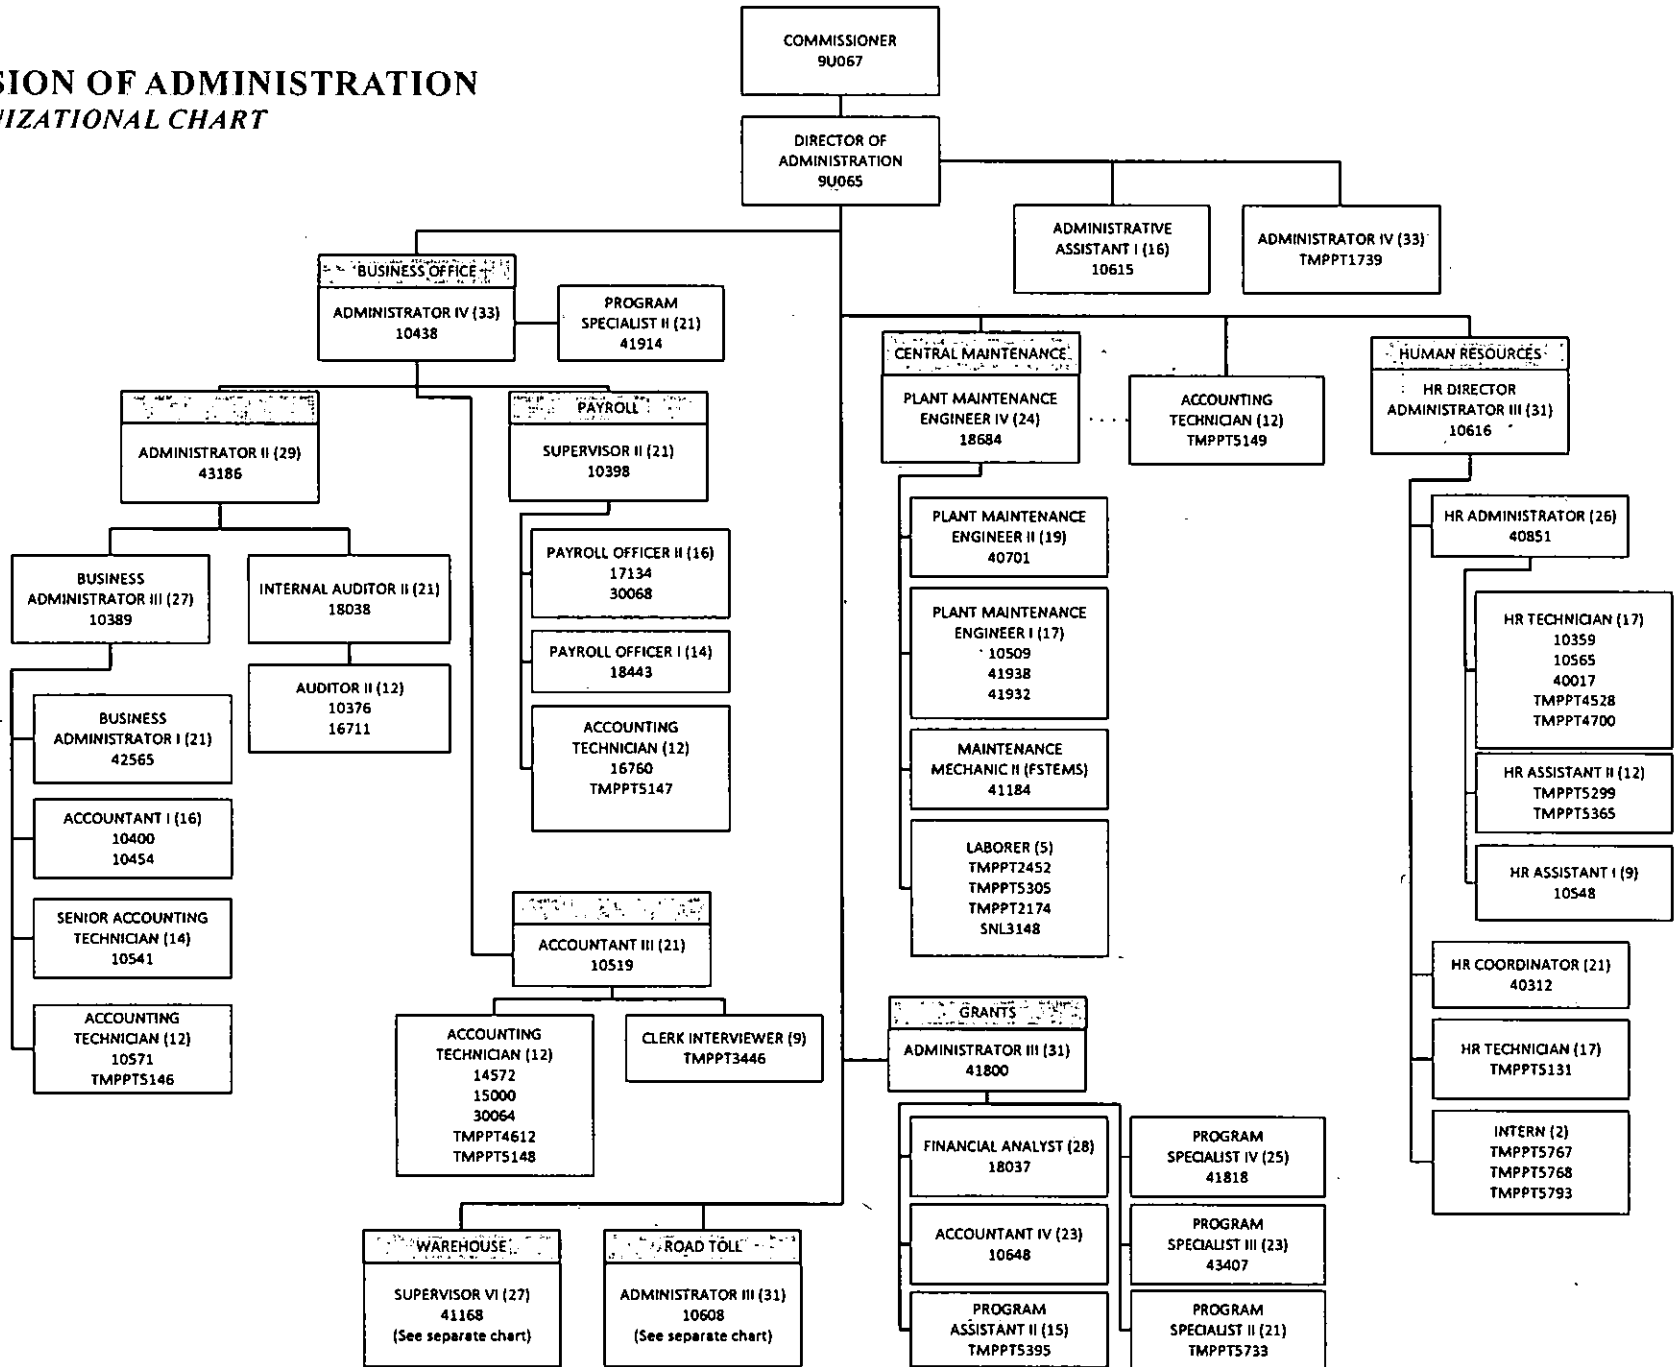 SION OF ADMINISTRATION
NIZATIONAL CHART
COMMISSIONER
9U067
DIRECTOR OF
ADMINISTRATION
9U065
ADMINISTRATIVE
ASSISTANT I (16)
10615
ADMINISTRATOR IV (33)
TMPPT1739
BUSINESS OFFICE
ADMINISTRATOR IV (33)
10438
PROGRAM
SPECIALIST II (21)
41914
ADMINISTRATOR II (29)
43186
PAYROLL
SUPERVISOR II (21)
10398
BUSINESS
ADMINISTRATOR III (27)
10389
INTERNAL AUDITOR II (21)
18038
AUDITOR II (12)
10376
16711
BUSINESS
ADMINISTRATOR I (21)
42565
ACCOUNTANT I (16)
10400
10454
SENIOR ACCOUNTING
TECHNICIAN (14)
10541
ACCOUNTING
TECHNICIAN (12)
10571
TMPPT5146
PAYROLL OFFICER II (16)
17134
30068
PAYROLL OFFICER I (14)
18443
ACCOUNTING
TECHNICIAN (12)
16760
TMPPT5147
ACCOUNTANT III (21)
10519
ACCOUNTING
TECHNICIAN (12)
14572
15000
30064
TMPPT4612
TMPPT5148
CLERK INTERVIEWER (9)
TMPPT3446
CENTRAL MAINTENANCE
PLANT MAINTENANCE
ENGINEER IV (24)
18684
ACCOUNTING
TECHNICIAN (12)
TMPPT5149
PLANT MAINTENANCE
ENGINEER II (19)
40701
PLANT MAINTENANCE
ENGINEER I (17)
10509
41938
41932
MAINTENANCE
MECHANIC II (FSTEMS)
41184
LABORER (5)
TMPPT2452
TMPPT5305
TMPPT2174
SNL3148
HUMAN RESOURCES
HR DIRECTOR
ADMINISTRATOR III (31)
10616
HR ADMINISTRATOR (26)
40851
HR TECHNICIAN (17)
10359
10565
40017
TMPPT4528
TMPPT4700
HR ASSISTANT II (12)
TMPPT5299
TMPPT5365
HR ASSISTANT I (9)
10548
HR COORDINATOR (21)
40312
HR TECHNICIAN (17)
TMPPT5131
INTERN (2)
TMPPT5767
TMPPT5768
TMPPT5793
GRANTS
ADMINISTRATOR III (31)
41800
FINANCIAL ANALYST (28)
18037
PROGRAM
SPECIALIST IV (25)
41818
ACCOUNTANT IV (23)
10648
PROGRAM
SPECIALIST III (23)
43407
PROGRAM
ASSISTANT II (15)
TMPPT5395
PROGRAM
SPECIALIST II (21)
TMPPT5733
WAREHOUSE
SUPERVISOR VI (27)
41168
(See separate chart)
ROAD TOLL
ADMINISTRATOR III (31)
10608
(See separate chart)